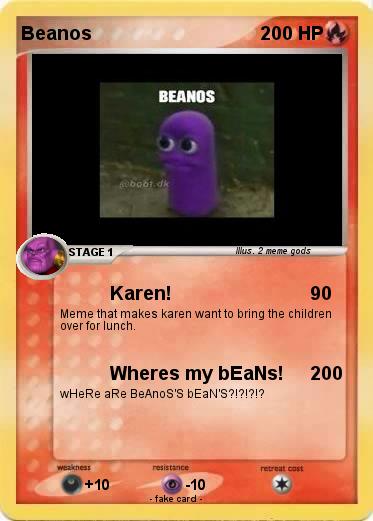 Beanos 200 HP
BEANOS
@bobt.dk
STAGE 1
Illus. 2 meme gods
Karen! 90
Meme that makes karen want to bring the children
over for lunch.
Wheres my bEaNs! 200
wHeRe aRe BeAnoS'S bEaN'S?!?!?!?
weakness resistance retreat cost
+10 -10
- fake card -